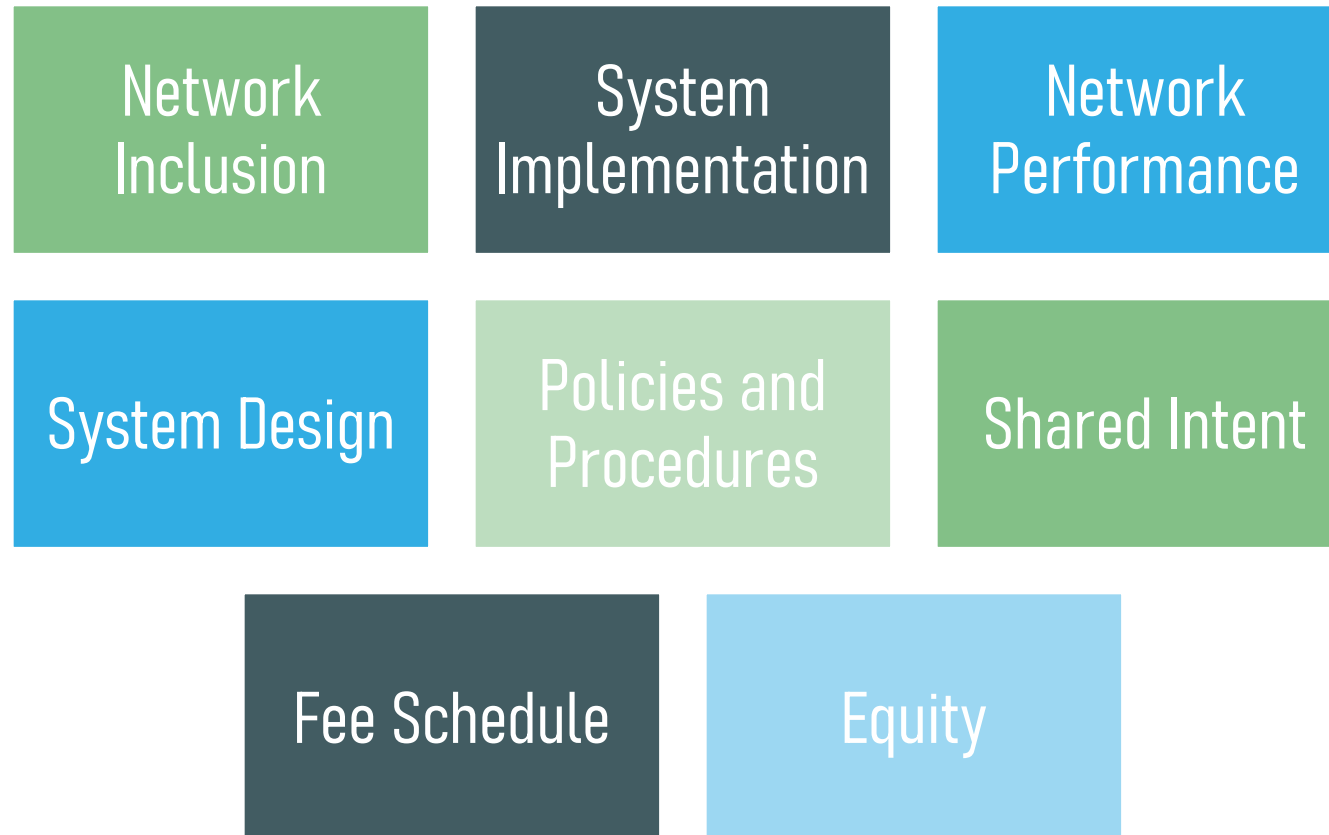 Network
Inclusion
System
Implementation
Network
Performance
System Design
Policies and
Procedures
Shared Intent
Fee Schedule
Equity